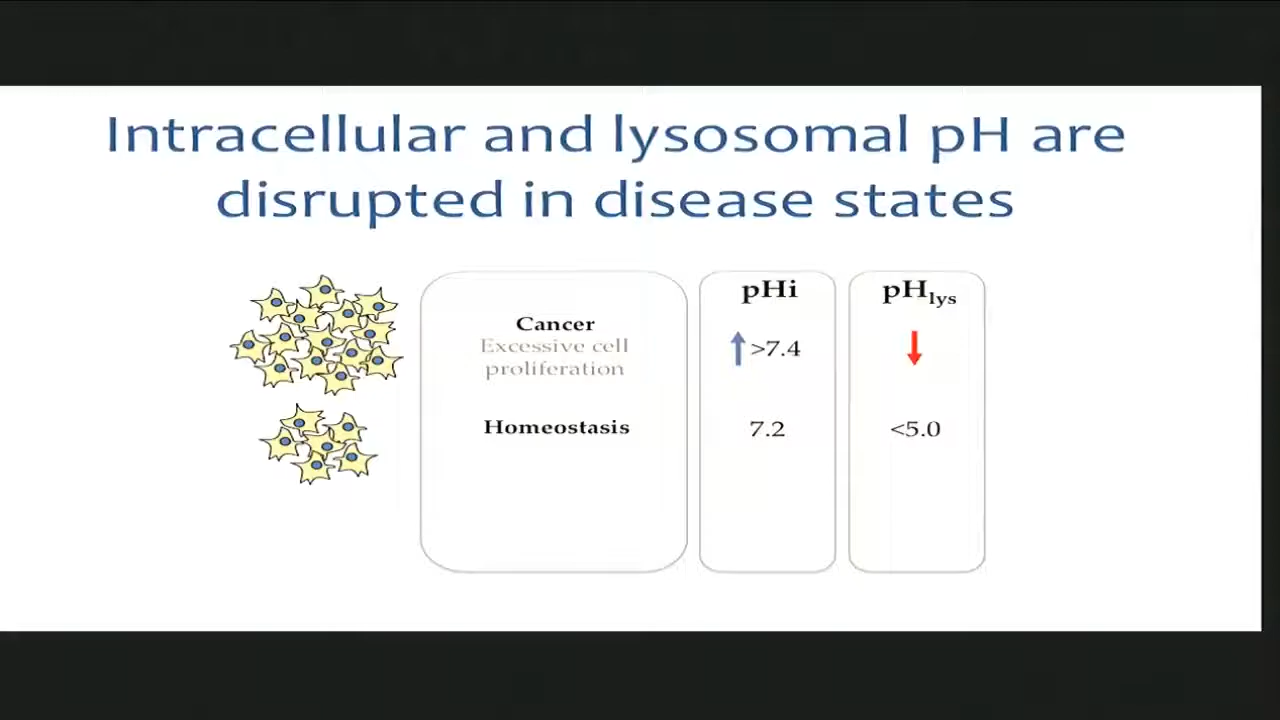 Intracellular and lysosomal pH are
disrupted in disease states
pHi
pHlys
Cancer
Excessive cell
proliferation
>7.4
Homeostasis
7.2
<5.0